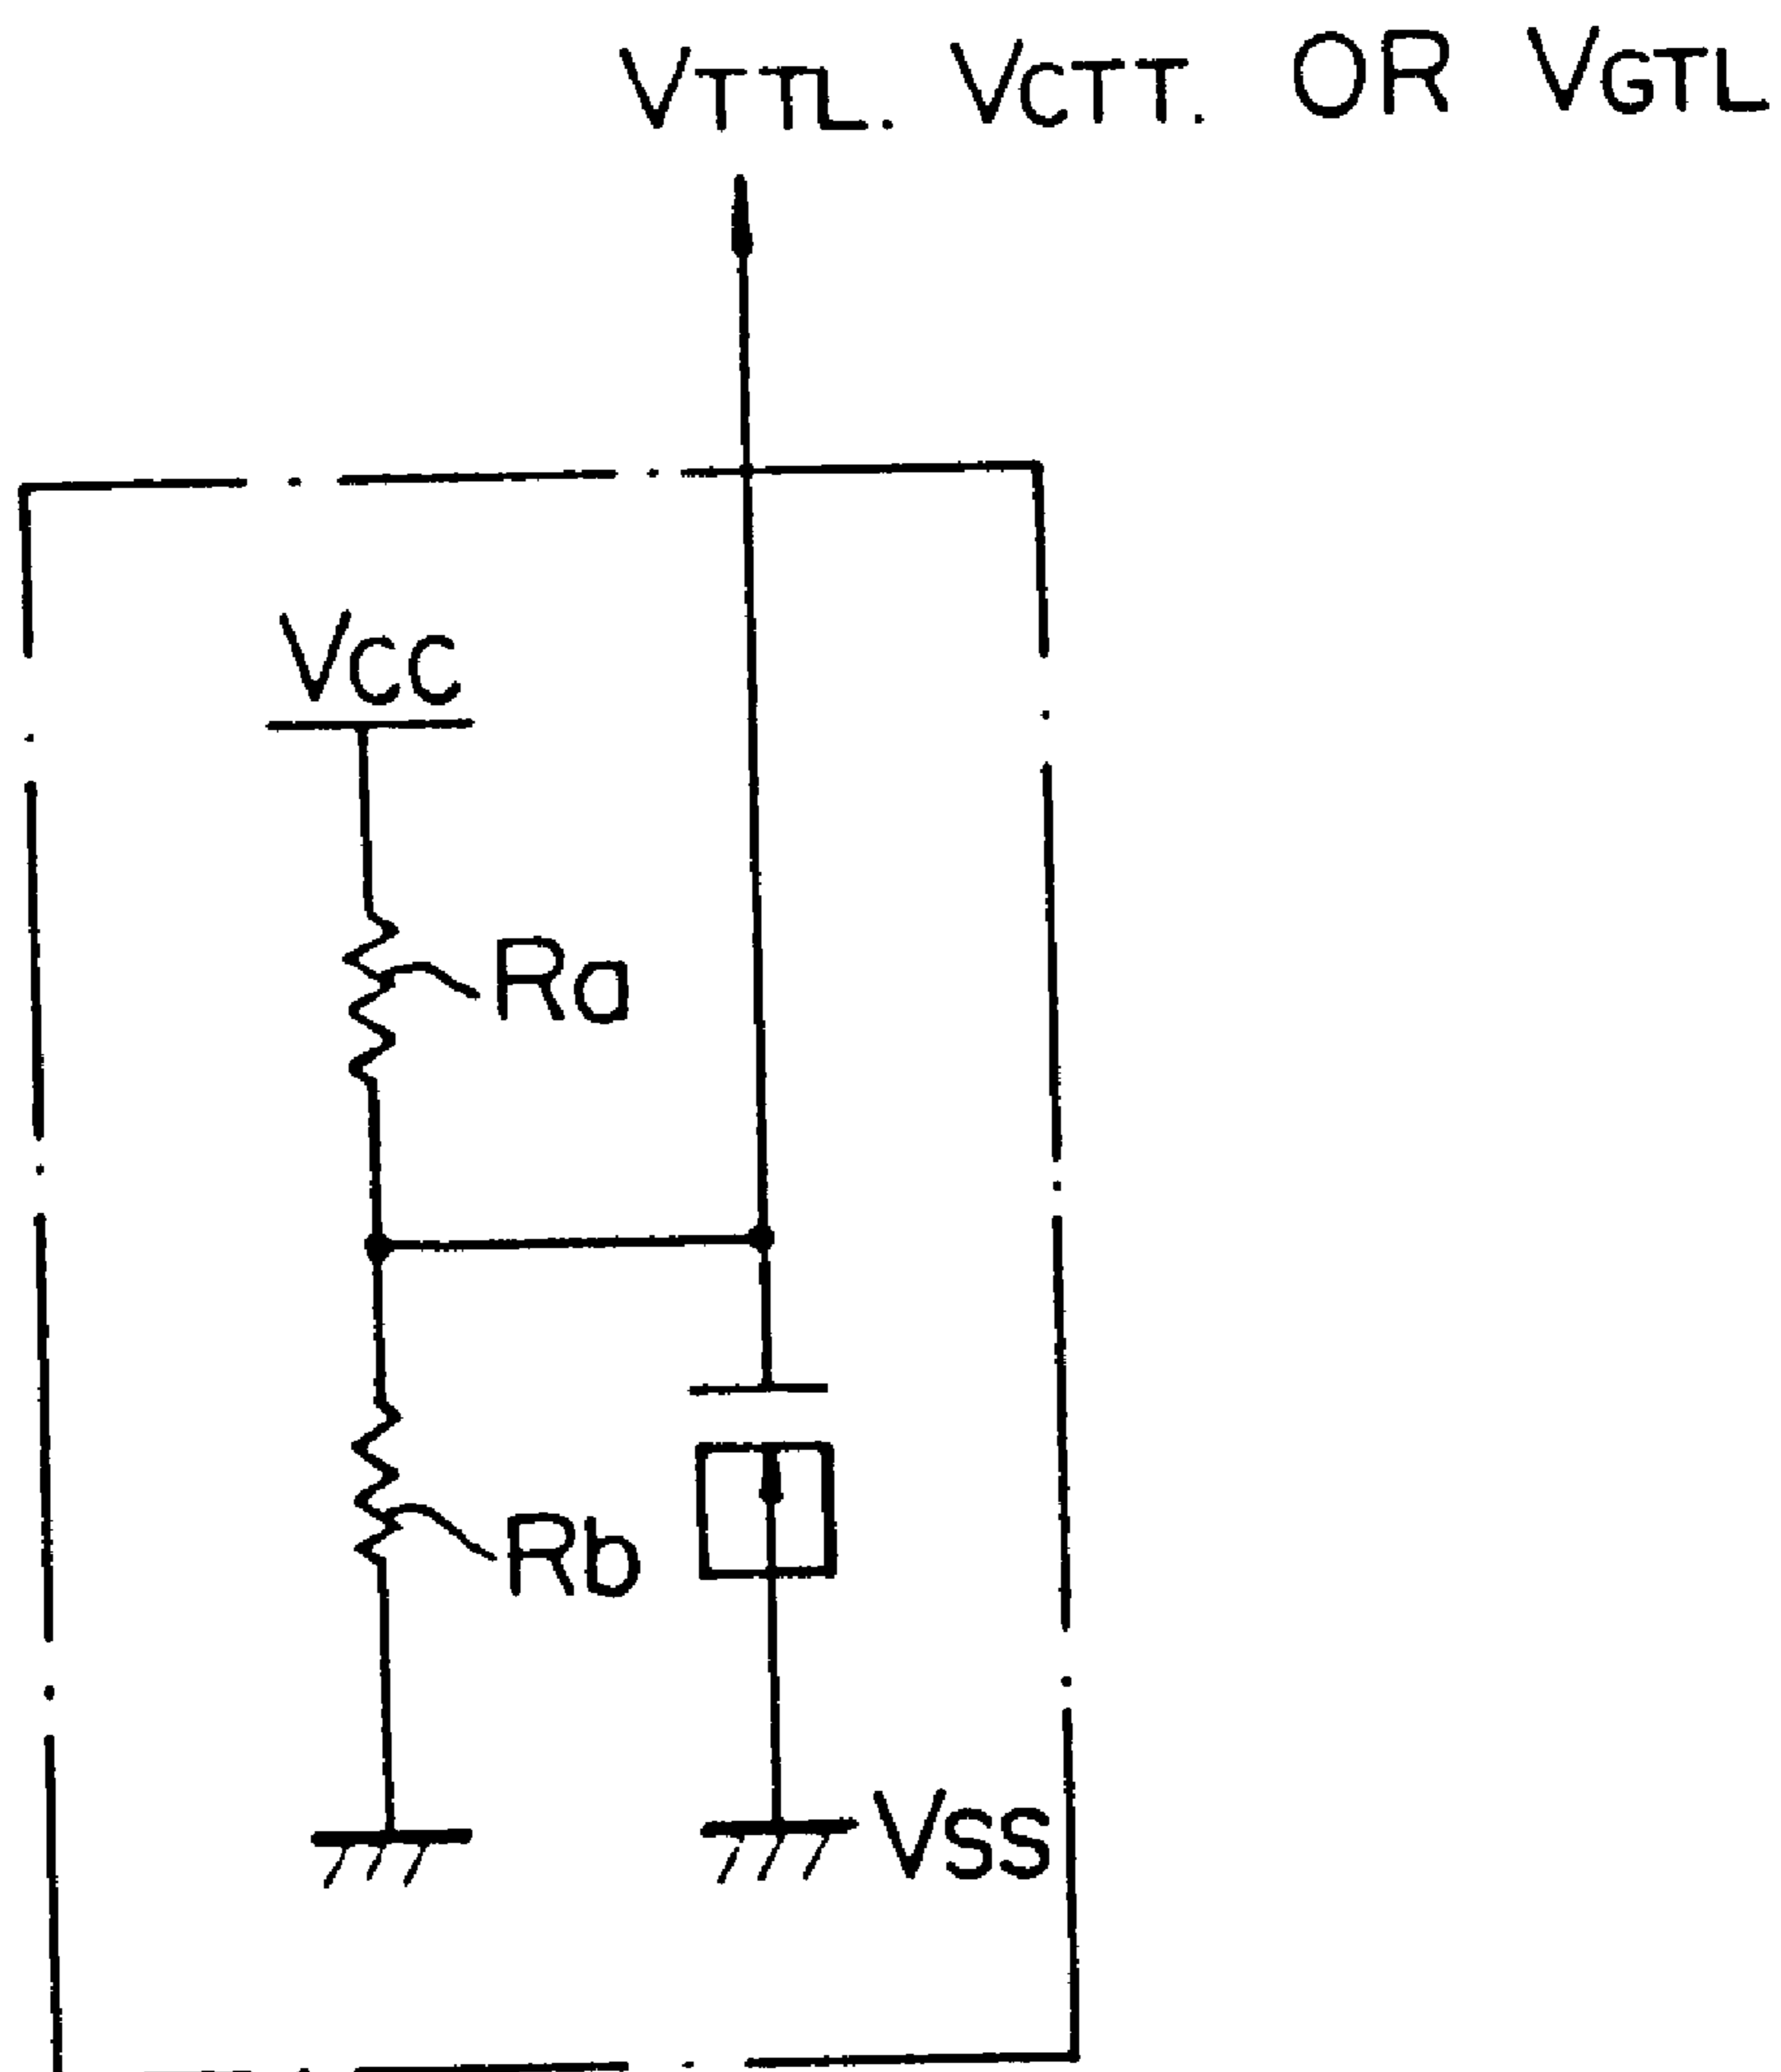 VTTL. VCTT. OR VGTL
VCC
Ra
Rb
VSS